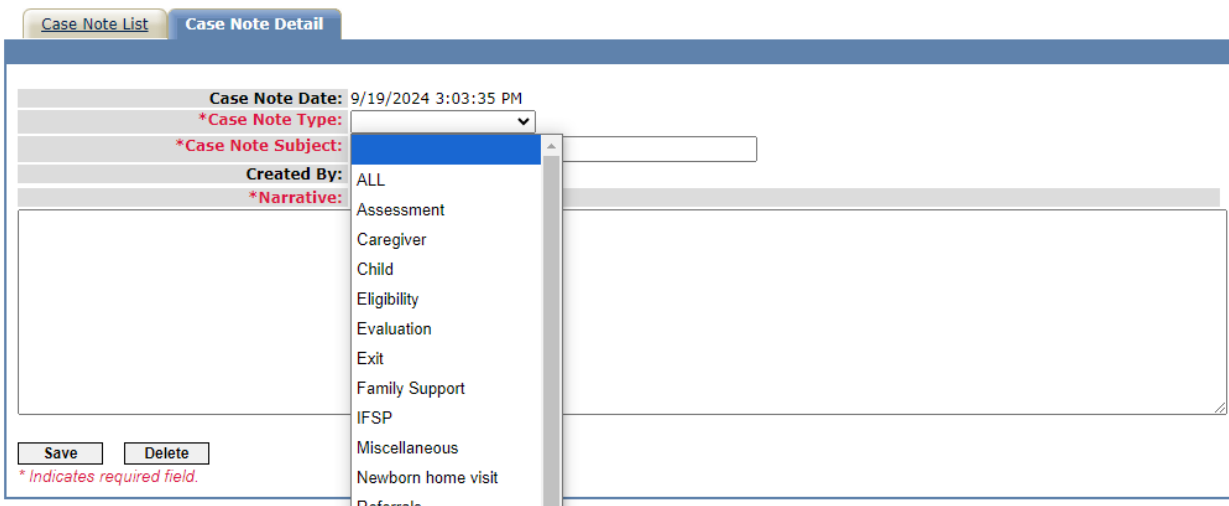 Case Note List Case Note Detail
Case Note Date: 9/19/2024 3:03:35 PM
*Case Note Type:
*Case Note Subject:
Created By:
*Narrative:
ALL
Assessment
Caregiver
Child
Eligibility
Evaluation
Exit
Family Support
IFSP
Miscellaneous
Newborn home visit
Referrals
Save Delete
* Indicates required field.